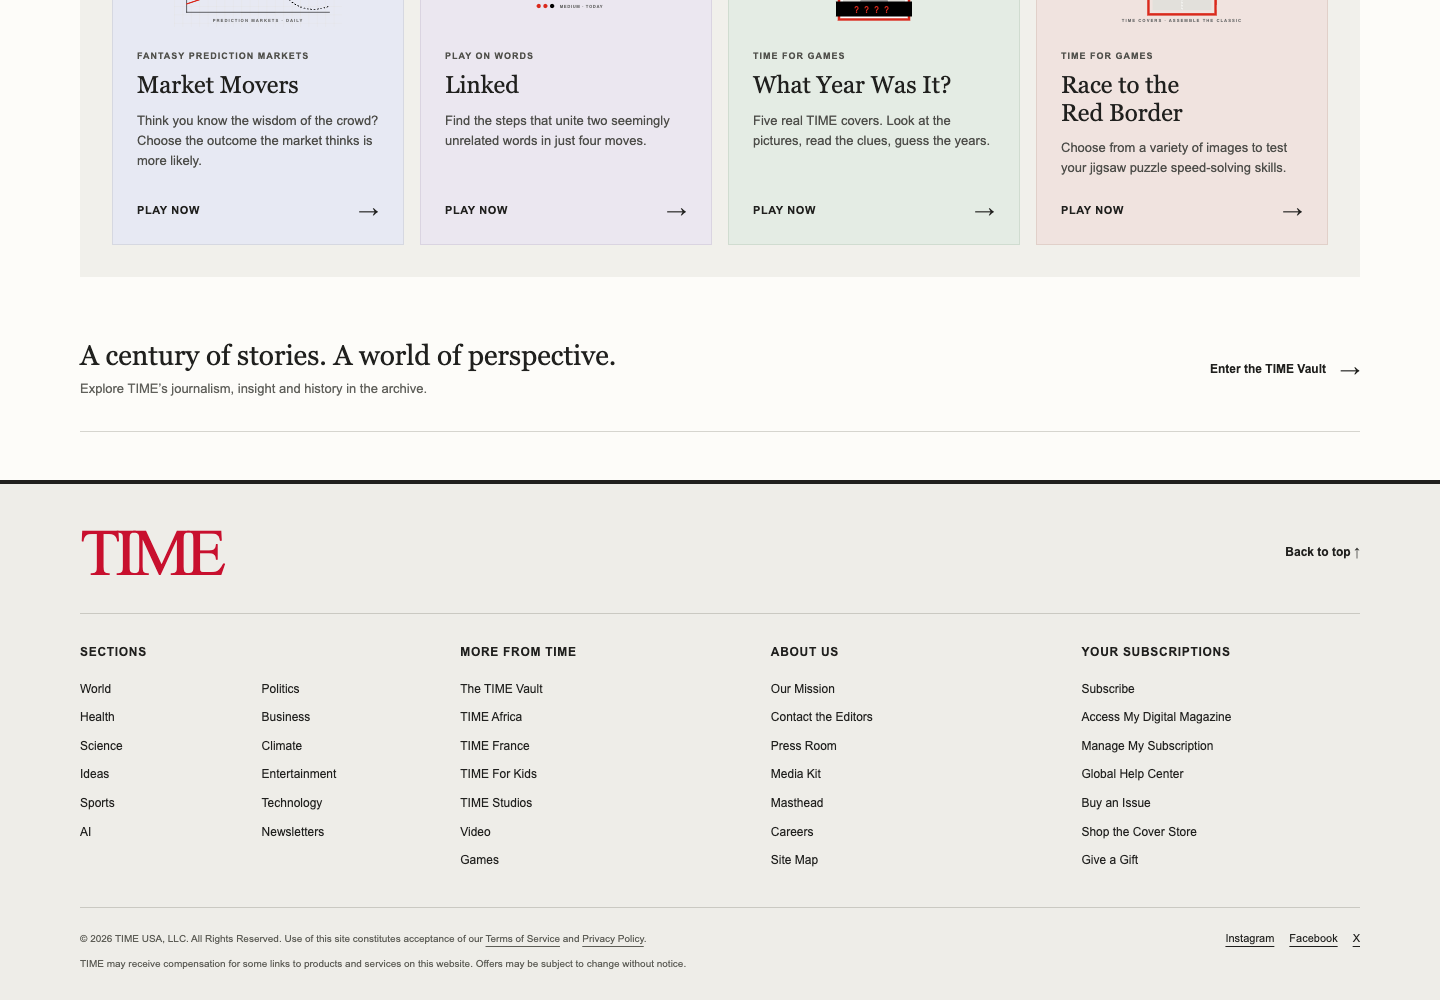 PREDICTION MARKETS · DAILY
MEDIUM · TODAY
? ? ? ?
TIME COVERS · ASSEMBLE THE CLASSIC
FANTASY PREDICTION MARKETS
Market Movers
Think you know the wisdom of the crowd?
Choose the outcome the market thinks is
more likely.
PLAY NOW →
PLAY ON WORDS
Linked
Find the steps that unite two seemingly
unrelated words in just four moves.
PLAY NOW →
TIME FOR GAMES
What Year Was It?
Five real TIME covers. Look at the
pictures, read the clues, guess the years.
PLAY NOW →
TIME FOR GAMES
Race to the
Red Border
Choose from a variety of images to test
your jigsaw puzzle speed-solving skills.
PLAY NOW →
A century of stories. A world of perspective.
Explore TIME’s journalism, insight and history in the archive.
Enter the TIME Vault →
TIME
Back to top ↑
SECTIONS
World
Health
Science
Ideas
Sports
AI
Politics
Business
Climate
Entertainment
Technology
Newsletters
MORE FROM TIME
The TIME Vault
TIME Africa
TIME France
TIME For Kids
TIME Studios
Video
Games
ABOUT US
Our Mission
Contact the Editors
Press Room
Media Kit
Masthead
Careers
Site Map
YOUR SUBSCRIPTIONS
Subscribe
Access My Digital Magazine
Manage My Subscription
Global Help Center
Buy an Issue
Shop the Cover Store
Give a Gift
© 2026 TIME USA, LLC. All Rights Reserved. Use of this site constitutes acceptance of our Terms of Service and Privacy Policy.
TIME may receive compensation for some links to products and services on this website. Offers may be subject to change without notice.
Instagram Facebook X